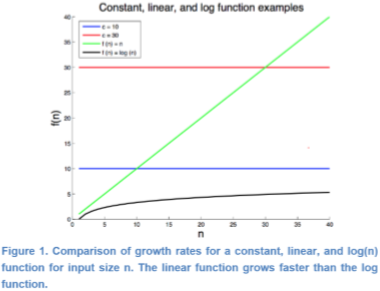 Constant, linear, and log function examples
c = 10
c = 30
f (n) = n
f (n) = log (n)
40
35
30
25
20
15
10
5
0
f(n)
0 5 10 15 20 25 30 35 40
n
Figure 1. Comparison of growth rates for a constant, linear, and log(n)
function for input size n. The linear function grows faster than the log
function.